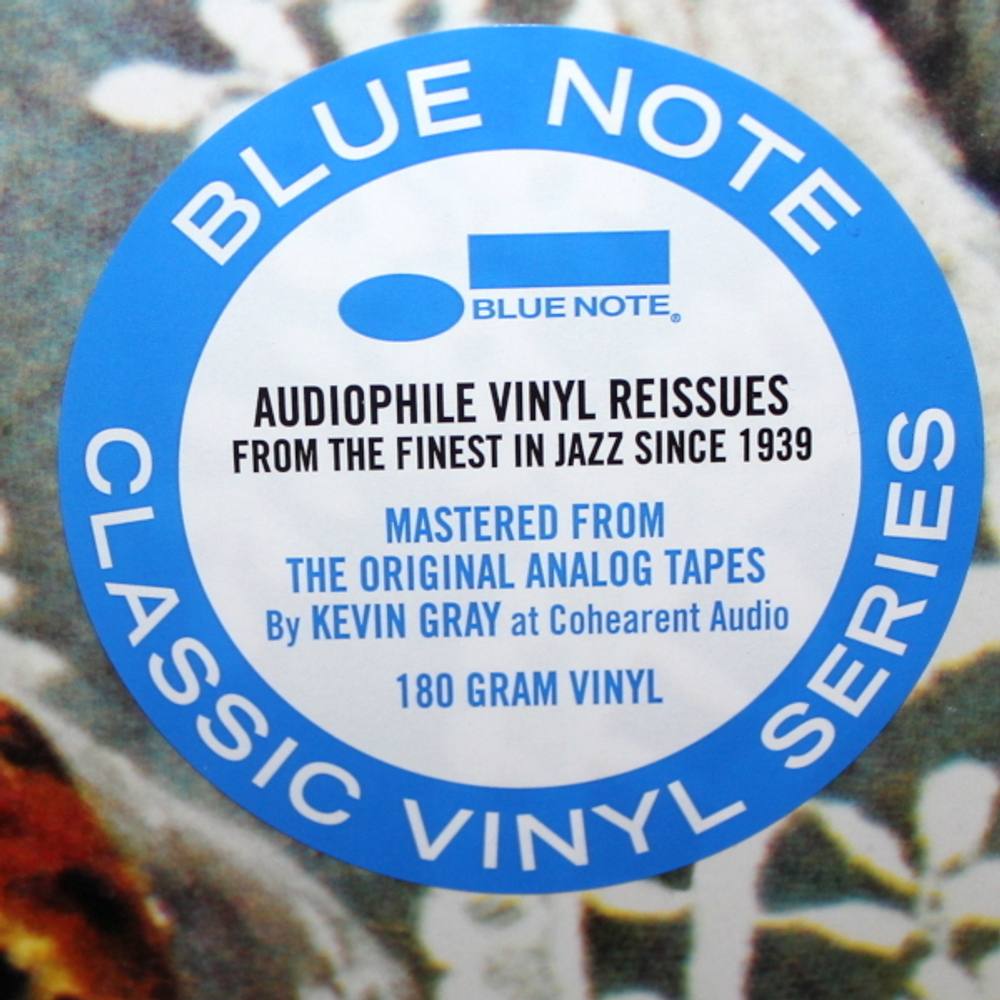 BLUE NOTE
BLUE NOTE®
AUDIOPHILE VINYL REISSUES
FROM THE FINEST IN JAZZ SINCE 1939
MASTERED FROM
THE ORIGINAL ANALOG TAPES
By KEVIN GRAY at Cohearent Audio
180 GRAM VINYL
CLASSIC VINYL SERIES